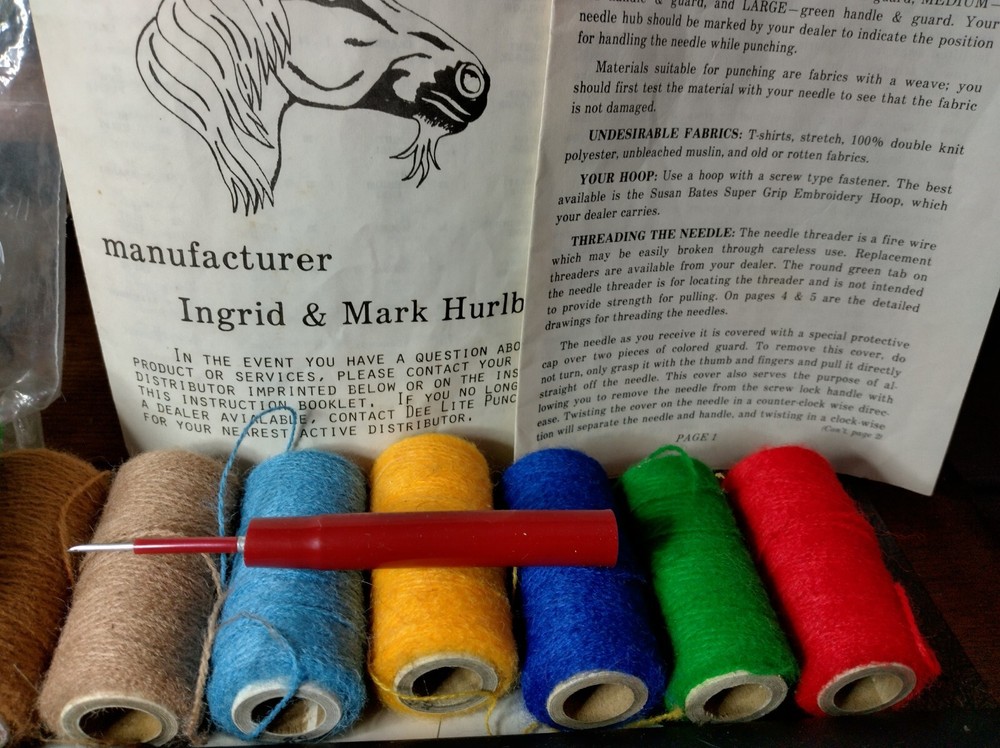 manufacturer
Ingrid & Mark Hurlb
IN THE EVENT YOU HAVE A QUESTION ABO
PRODUCT OR SERVICES, PLEASE CONTACT YOUR
DISTRIBUTOR IMPRINTED BELOW OR ON THE INS
THIS INSTRUCTION BOOKLET. IF YOU NO LONG
A DEALER AVIALABLE, CONTACT DEE LITE PUNC
FOR YOUR NEAREST ACTIVE DISTRIBUTOR.
handle & guard, and LARGE—green handle & guard. Your
needle hub should be marked by your dealer to indicate the position
for handling the needle while punching.
Materials suitable for punching are fabrics with a weave; you
should first test the material with your needle to see that the fabric
is not damaged.
UNDESIRABLE FABRICS: T-shirts, stretch, 100% double knit
polyester, unbleached muslin, and old or rotten fabrics.
YOUR HOOP: Use a hoop with a screw type fastener. The best
available is the Susan Bates Super Grip Embroidery Hoop, which
your dealer carries.
THREADING THE NEEDLE: The needle threader is a fire wire
which may be easily broken through careless use. Replacement
threaders are available from your dealer. The round green tab on
the needle threader is for locating the threader and is not intended
to provide strength for pulling. On pages 4 & 5 are the detailed
drawings for threading the needles.
The needle as you receive it is covered with a special protective
cap over two pieces of colored guard. To remove this cover, do
not turn, only grasp it with the thumb and fingers and pull it directly
straight off the needle. This cover also serves the purpose of al-
lowing you to remove the needle from the screw lock handle with
ease. Twisting the cover on the needle in a counter-clock wise direc-
tion will separate the needle and handle, and twisting in a clock-wise
(Con't. page 2)
PAGE 1